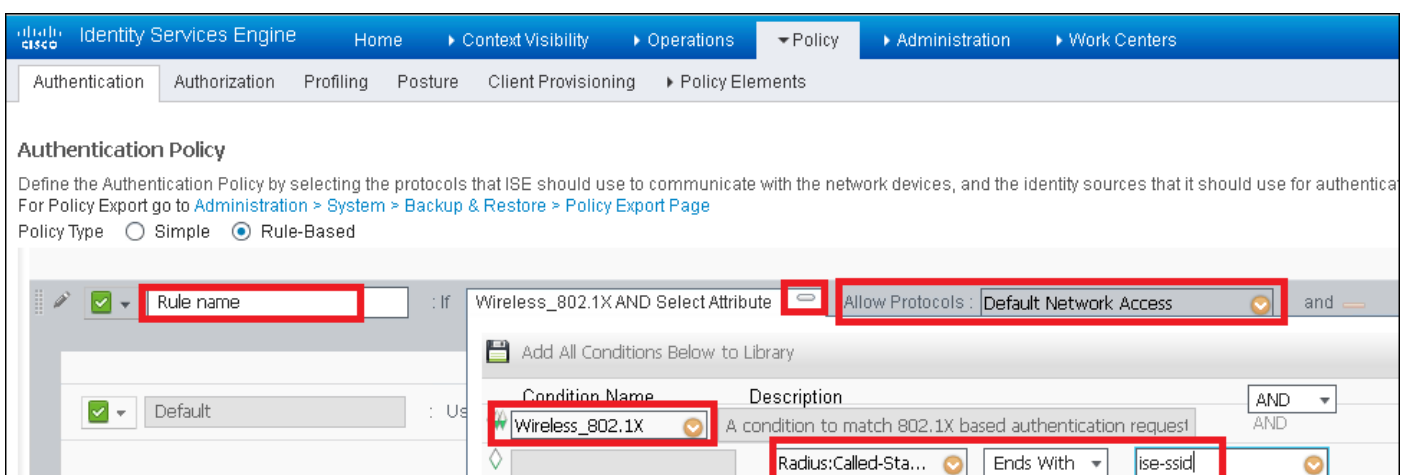 cisco Identity Services Engine Home Context Visibility Operations Policy Administration Work Centers
Authentication Authorization Profiling Posture Client Provisioning Policy Elements
Authentication Policy
Define the Authentication Policy by selecting the protocols that ISE should use to communicate with the network devices, and the identity sources that it should use for authentica
For Policy Export go to Administration > System > Backup & Restore > Policy Export Page
Policy Type Simple Rule-Based
Rule name : If Wireless_802.1X AND Select Attribute Allow Protocols : Default Network Access and
Add All Conditions Below to Library
Condition Name Description AND
Default : Us
Wireless_802.1X A condition to match 802.1X based authentication request AND
Radius:Called-Sta... Ends With ise-ssid